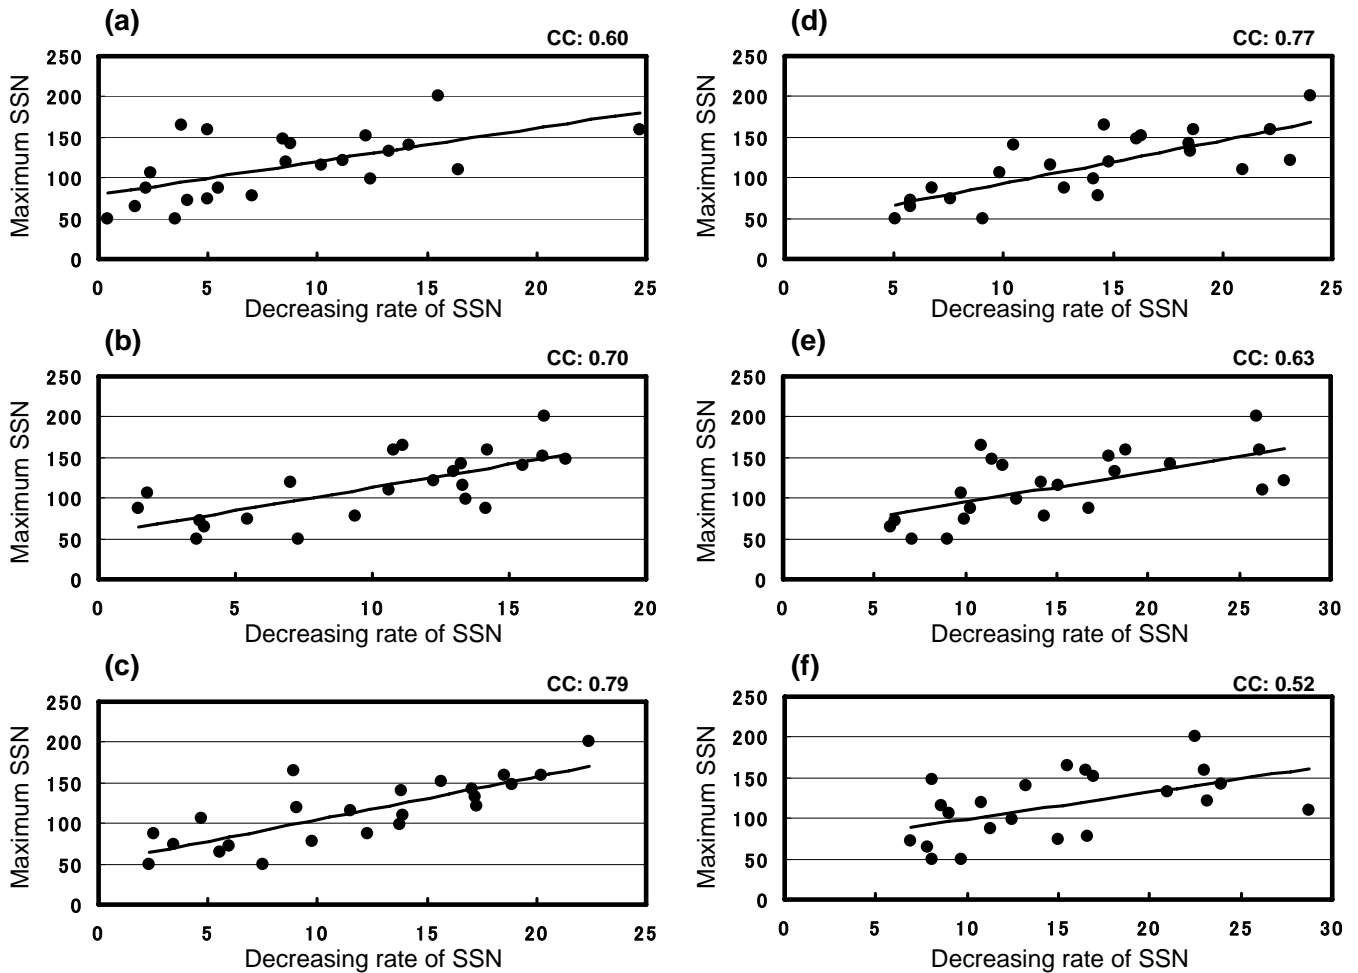 (a)
CC: 0.60
Maximum SSN
250
200
150
100
50
0
0 5 10 15 20 25
Decreasing rate of SSN
(d)
CC: 0.77
Maximum SSN
250
200
150
100
50
0
0 5 10 15 20 25
Decreasing rate of SSN
(b)
CC: 0.70
Maximum SSN
250
200
150
100
50
0
0 5 10 15 20
Decreasing rate of SSN
(e)
CC: 0.63
Maximum SSN
250
200
150
100
50
0
0 5 10 15 20 25 30
Decreasing rate of SSN
(c)
CC: 0.79
Maximum SSN
250
200
150
100
50
0
0 5 10 15 20 25
Decreasing rate of SSN
(f)
CC: 0.52
Maximum SSN
250
200
150
100
50
0
0 5 10 15 20 25 30
Decreasing rate of SSN